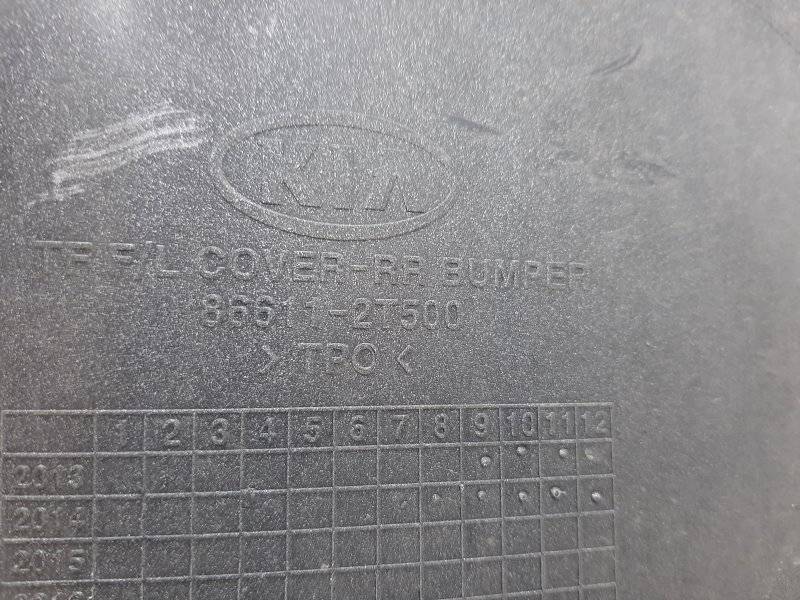 KIA
TF F/L COVER-RR BUMPER
86611-2T500
> TPO <
1 2 3 4 5 6 7 8 9 10 11 12
2013
2014
2015